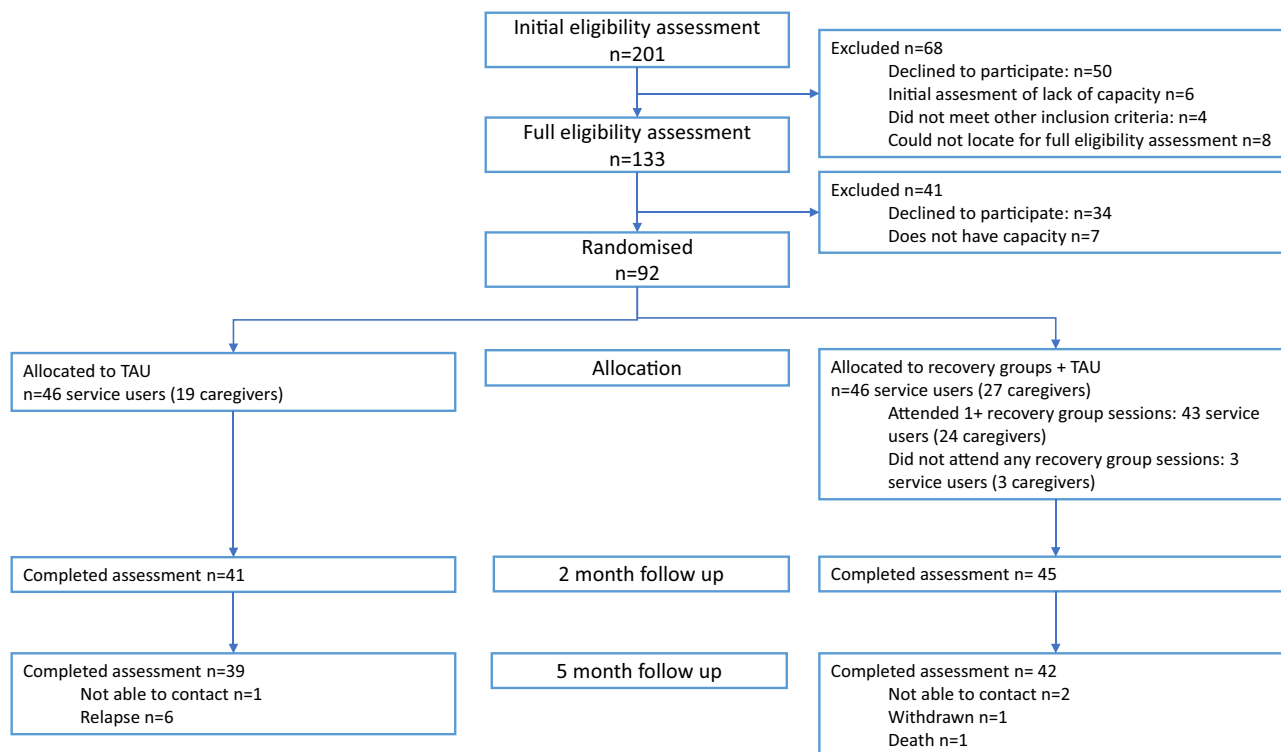 Initial eligibility assessment
n=201
Excluded n=68
Declined to participate: n=50
Initial assesment of lack of capacity n=6
Did not meet other inclusion criteria: n=4
Could not locate for full eligibility assessment n=8
Full eligibility assessment
n=133
Excluded n=41
Declined to participate: n=34
Does not have capacity n=7
Randomised
n=92
Allocated to TAU
n=46 service users (19 caregivers)
Allocation
Allocated to recovery groups + TAU
n=46 service users (27 caregivers)
Attended 1+ recovery group sessions: 43 service
users (24 caregivers)
Did not attend any recovery group sessions: 3
service users (3 caregivers)
Completed assessment n=41
2 month follow up
Completed assessment n= 45
Completed assessment n=39
Not able to contact n=1
Relapse n=6
5 month follow up
Completed assessment n= 42
Not able to contact n=2
Withdrawn n=1
Death n=1